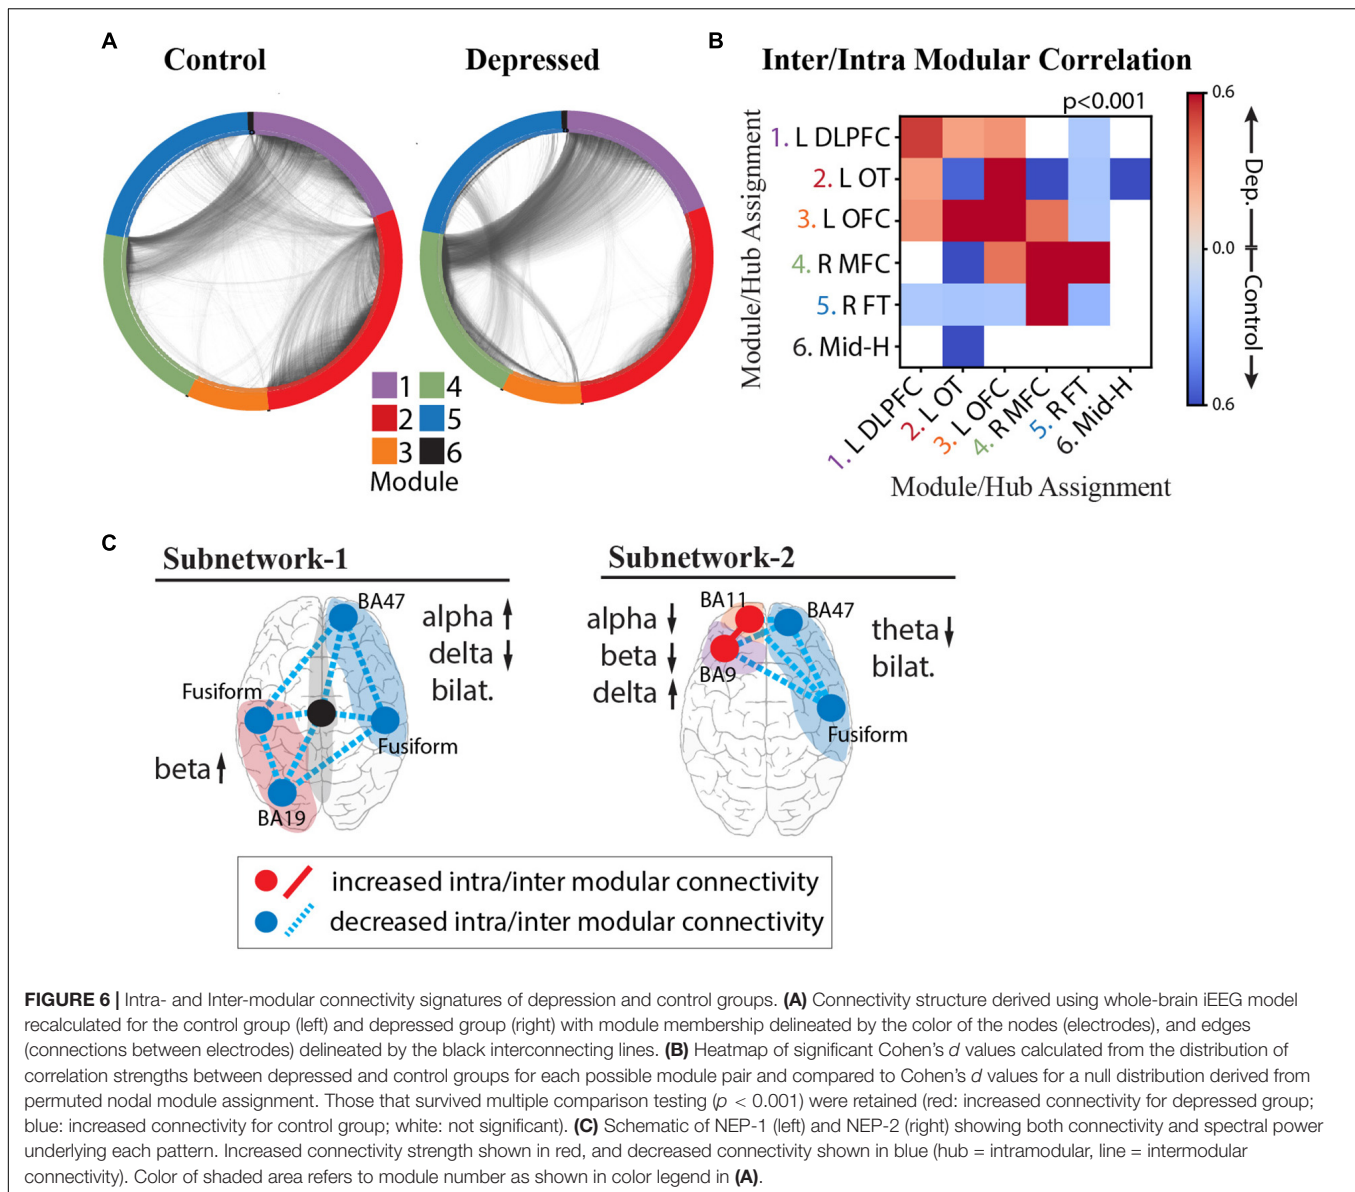 A
Control
Depressed
1 4
2 5
3 6
Module
B
Inter/Intra Modular Correlation
p<0.001
Module/Hub Assignment
1. L DLPFC
2. L OT
3. L OFC
4. R MFC
5. R FT
6. Mid-H
1. L DLPFC
2. L OT
3. L OFC
4. R MFC
5. R FT
6. Mid-H
Module/Hub Assignment
0.6
0.0
0.6
Dep.
Control
C
Subnetwork-1
BA47
alpha
delta
bilat.
Fusiform
Fusiform
beta
BA19
Subnetwork-2
BA11
BA47
alpha
beta
delta
BA9
theta
bilat.
Fusiform
increased intra/inter modular connectivity
decreased intra/inter modular connectivity
FIGURE 6 | Intra- and Inter-modular connectivity signatures of depression and control groups. (A) Connectivity structure derived using whole-brain iEEG model
recalculated for the control group (left) and depressed group (right) with module membership delineated by the color of the nodes (electrodes), and edges
(connections between electrodes) delineated by the black interconnecting lines. (B) Heatmap of significant Cohen's d values calculated from the distribution of
correlation strengths between depressed and control groups for each possible module pair and compared to Cohen's d values for a null distribution derived from
permuted nodal module assignment. Those that survived multiple comparison testing (p < 0.001) were retained (red: increased connectivity for depressed group;
blue: increased connectivity for control group; white: not significant). (C) Schematic of NEP-1 (left) and NEP-2 (right) showing both connectivity and spectral power
underlying each pattern. Increased connectivity strength shown in red, and decreased connectivity shown in blue (hub = intramodular, line = intermodular
connectivity). Color of shaded area refers to module number as shown in color legend in (A).